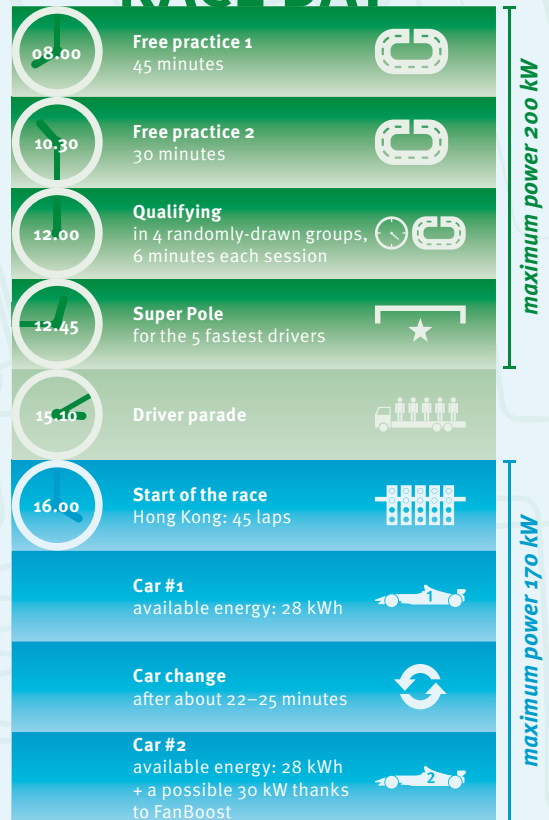 RACE DAY
08.00
Free practice 1
45 minutes
10.30
Free practice 2
30 minutes
12.00
Qualifying
in 4 randomly-drawn groups,
6 minutes each session
12.45
Super Pole
for the 5 fastest drivers
maximum power 200 kW
15.10
Driver parade
16.00
Start of the race
Hong Kong: 45 laps
Car #1
available energy: 28 kWh
1
Car change
after about 22–25 minutes
Car #2
available energy: 28 kWh
+ a possible 30 kW thanks
to FanBoost
2
maximum power 170 kW